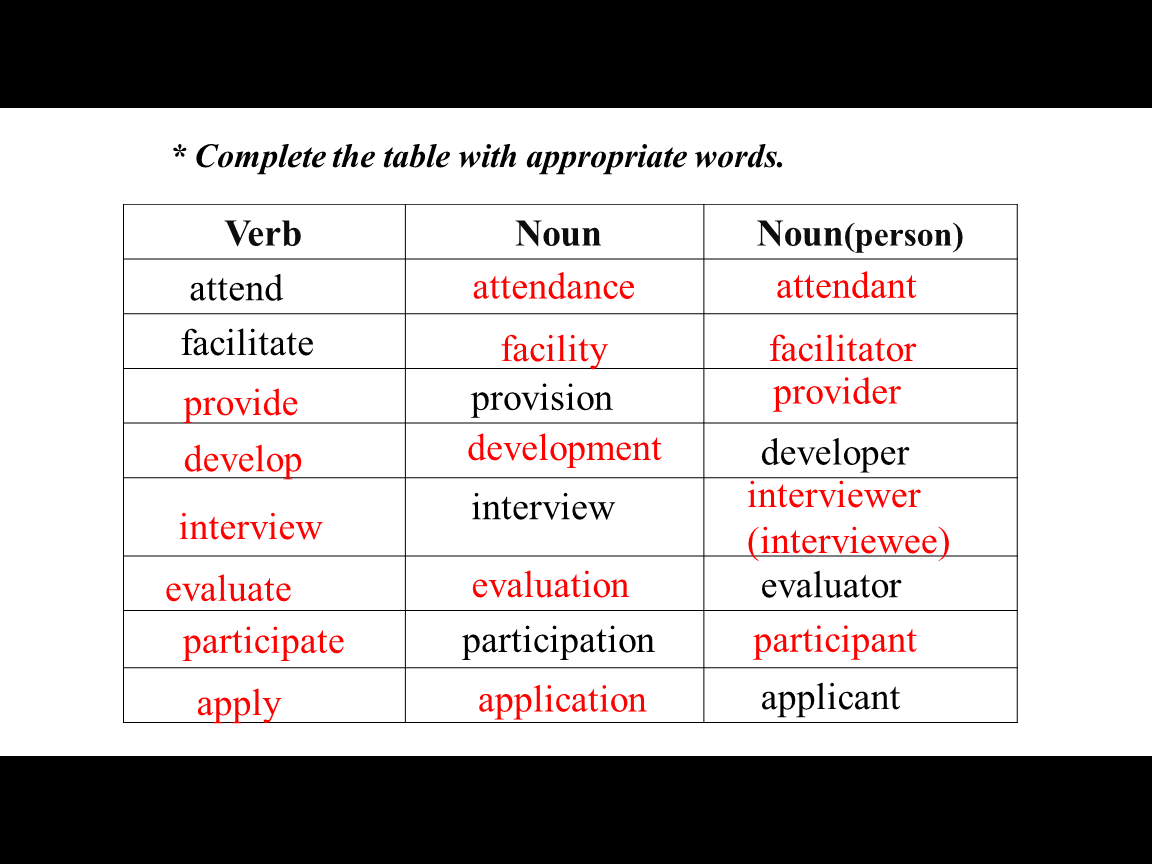 * Complete the table with appropriate words.
Verb Noun Noun(person)
attend attendance attendant
facilitate facility facilitator
provide provision provider
develop development developer
interview interview interviewer
(interviewee)
evaluate evaluation evaluator
participate participation participant
apply application applicant